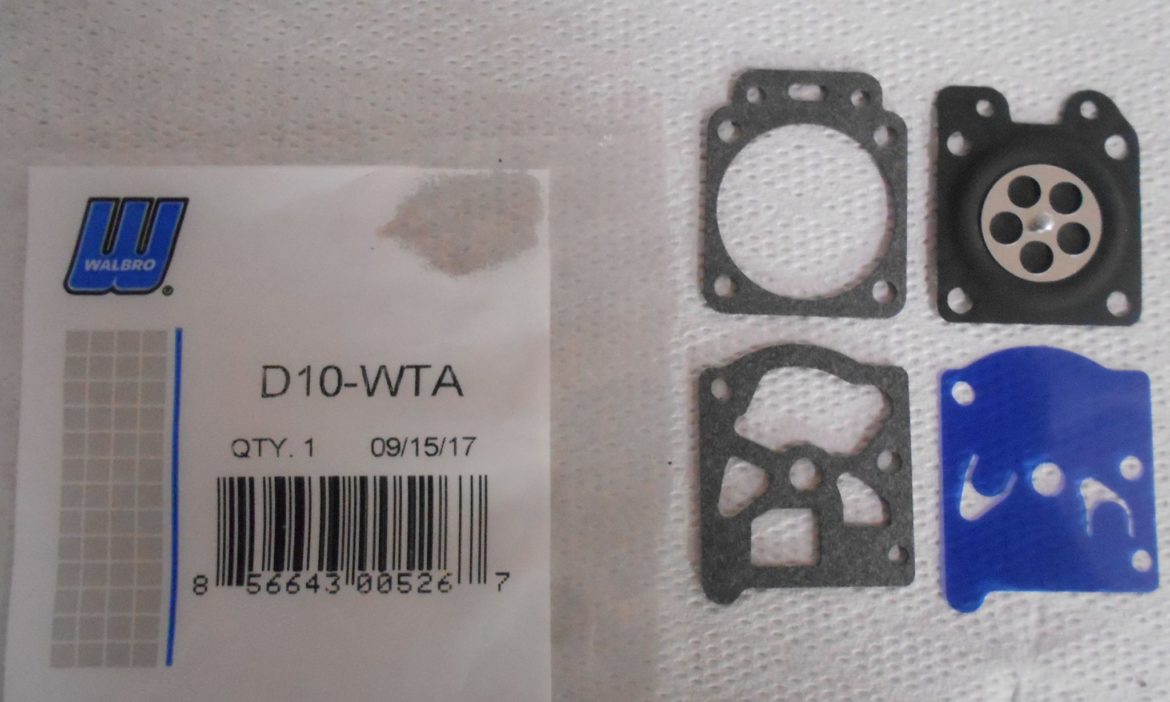 WALBRO
®
D10-WTA
QTY. 1 09/15/17
8 56643 00526 7